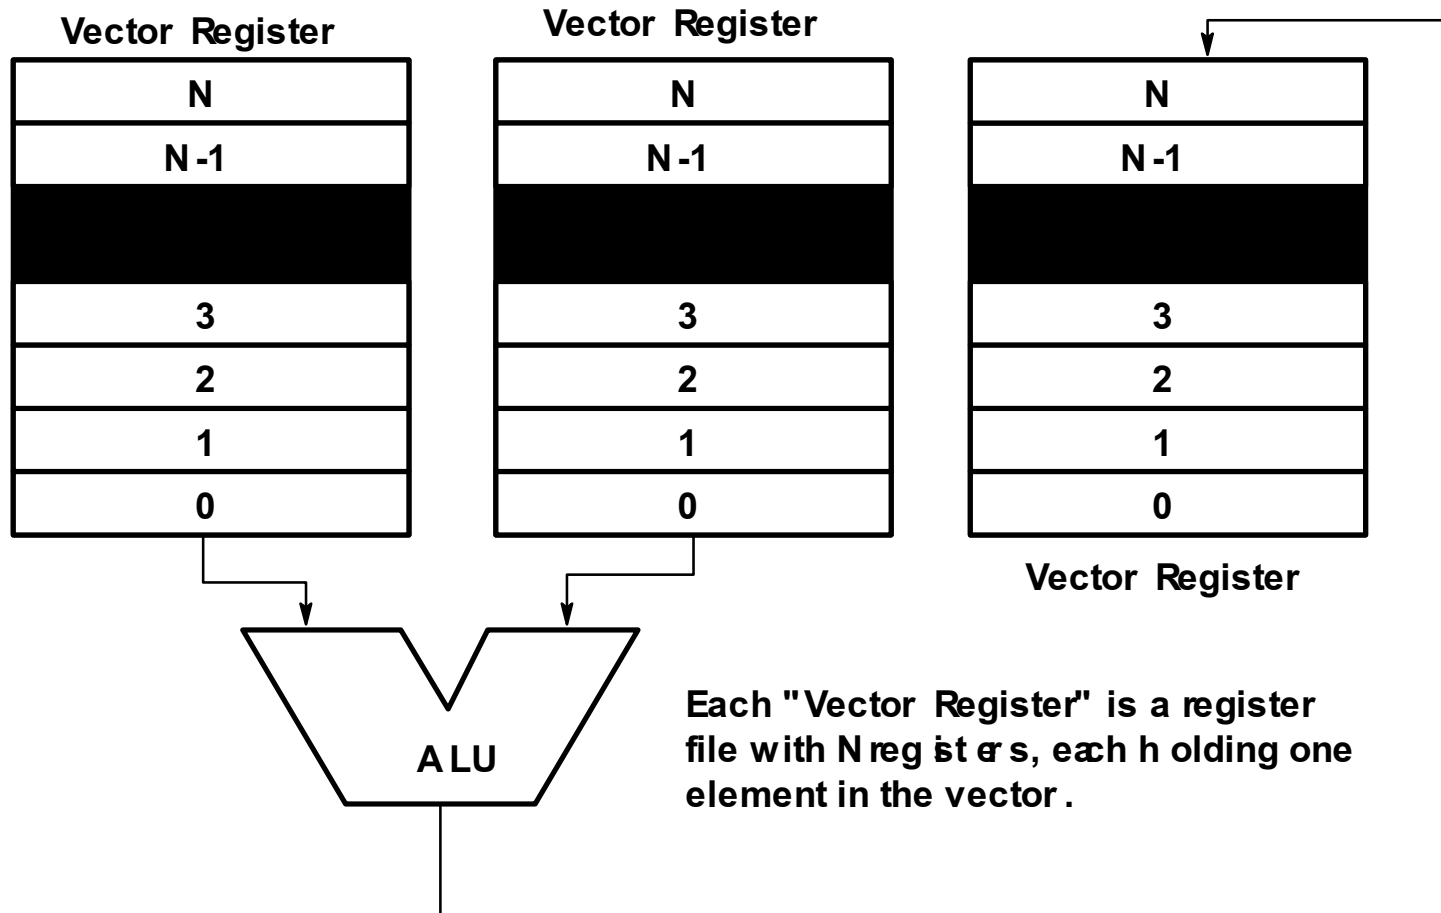 Vector Register
N
N-1
3
2
1
0
Vector Register
N
N-1
3
2
1
0
N
N-1
3
2
1
0
Vector Register
ALU
Each "Vector Register" is a register
file with N registers, each holding one
element in the vector.